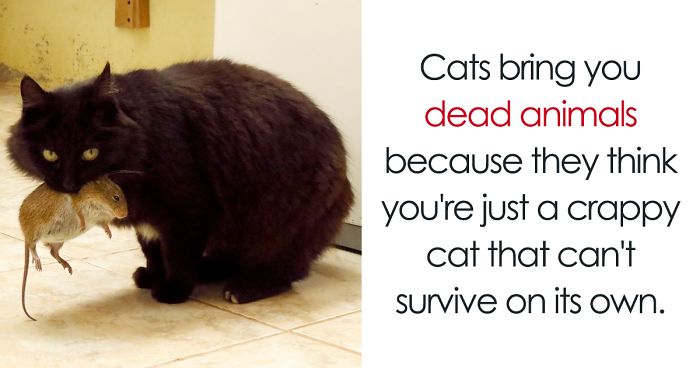 Cats bring you
dead animals
because they think
you're just a crappy
cat that can't
survive on its own.